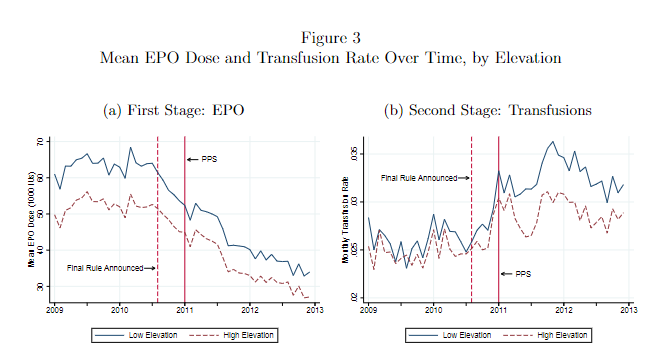 Figure 3
Mean EPO Dose and Transfusion Rate Over Time, by Elevation
(a) First Stage: EPO
(b) Second Stage: Transfusions
70
60
50
30
Mean EPO Dose (1000 IUs)
PPS
Final Rule Announced
2009
2010
2011
2012
2013
Low Elevation
High Elevation
.035
.02
Monthly Transfusion Rate
Final Rule Announced
PPS
2009
2010
2011
2012
2013
Low Elevation
High Elevation